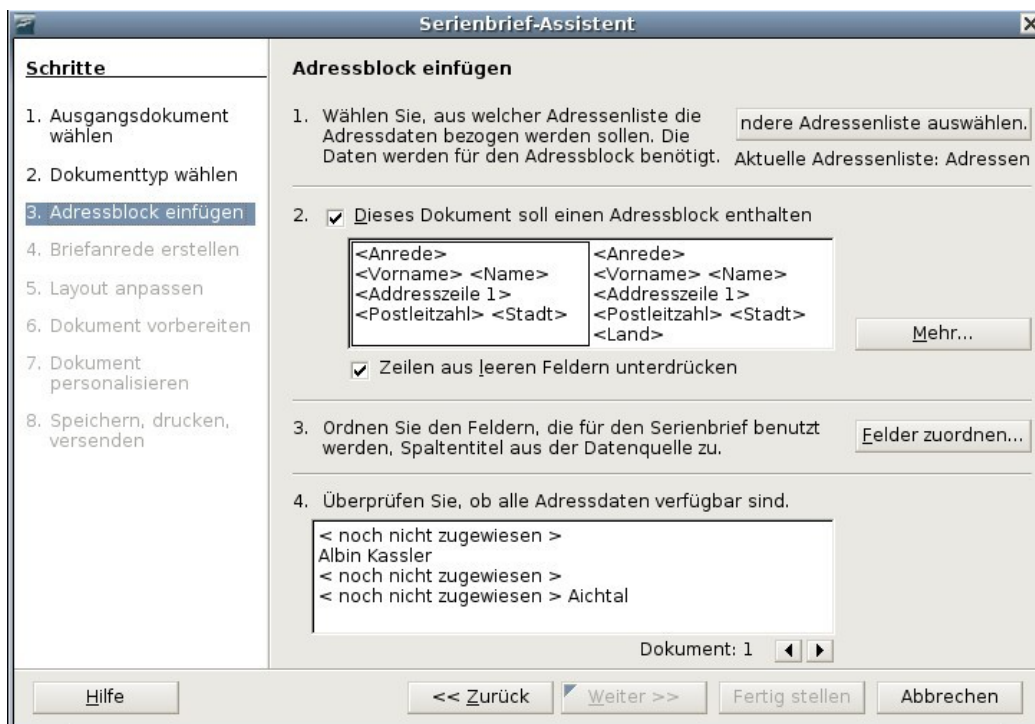 Serienbrief-Assistent
Schritte
1. Ausgangsdokument
wählen
2. Dokumenttyp wählen
3. Adressblock einfügen
4. Briefanrede erstellen
5. Layout anpassen
6. Dokument vorbereiten
7. Dokument
personalisieren
8. Speichern, drucken,
versenden
Adressblock einfügen
1. Wählen Sie, aus welcher Adressenliste die
Adressdaten bezogen werden sollen. Die
Daten werden für den Adressblock benötigt.
ndere Adressenliste auswählen.
Aktuelle Adressenliste: Adressen
2. Dieses Dokument soll einen Adressblock enthalten
<Anrede>
<Vorname> <Name>
<Addresszeile 1>
<Postleitzahl> <Stadt>
<Anrede>
<Vorname> <Name>
<Addresszeile 1>
<Postleitzahl> <Stadt>
<Land>
Mehr...
Zeilen aus leeren Feldern unterdrücken
3. Ordnen Sie den Feldern, die für den Serienbrief benutzt
werden, Spaltentitel aus der Datenquelle zu.
Felder zuordnen...
4. Überprüfen Sie, ob alle Adressdaten verfügbar sind.
< noch nicht zugewiesen >
Albin Kassler
< noch nicht zugewiesen >
< noch nicht zugewiesen > Aichtal
Dokument: 1
Hilfe
<< Zurück
Weiter >>
Fertig stellen
Abbrechen